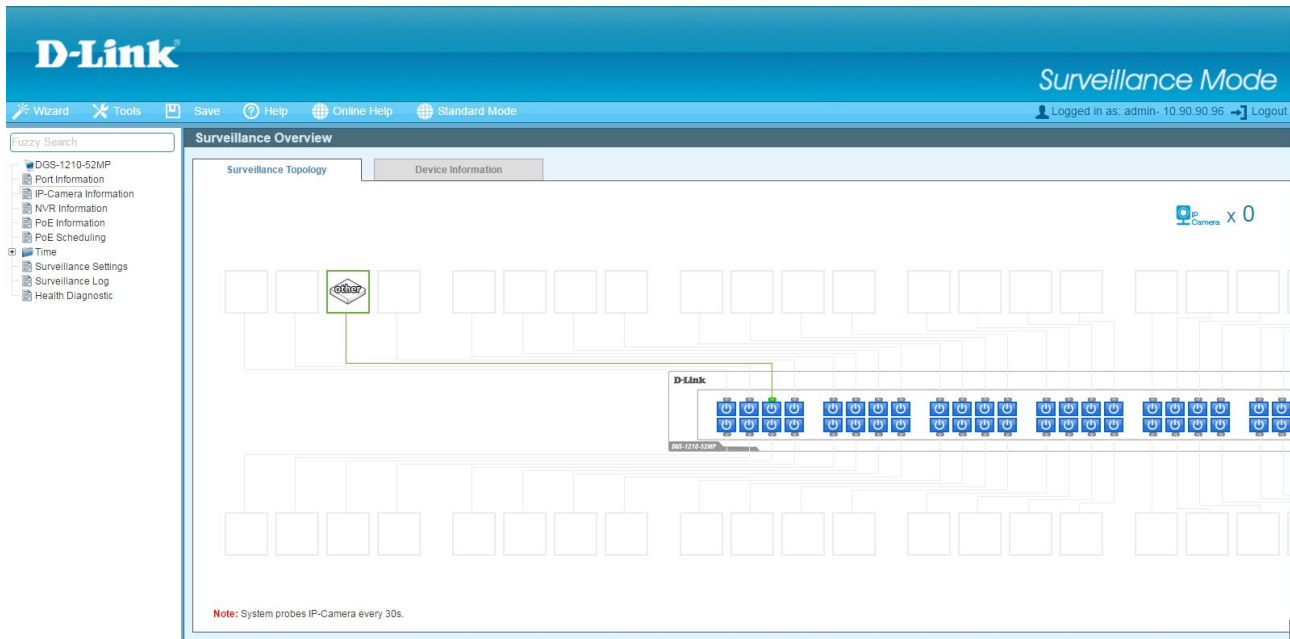 D-Link
Surveillance Mode
Wizard Tools Save Help Online Help Standard Mode Logged in as: admin- 10.90.90.96 Logout
Fuzzy Search
Surveillance Overview
DGS-1210-52MP
Port Information
IP-Camera Information
NVR Information
PoE Information
PoE Scheduling
Time
Surveillance Settings
Surveillance Log
Health Diagnostic
Surveillance Topology Device Information
IP Camera x 0
other
D-Link
DGS-1210-52MP
Note: System probes IP-Camera every 30s.